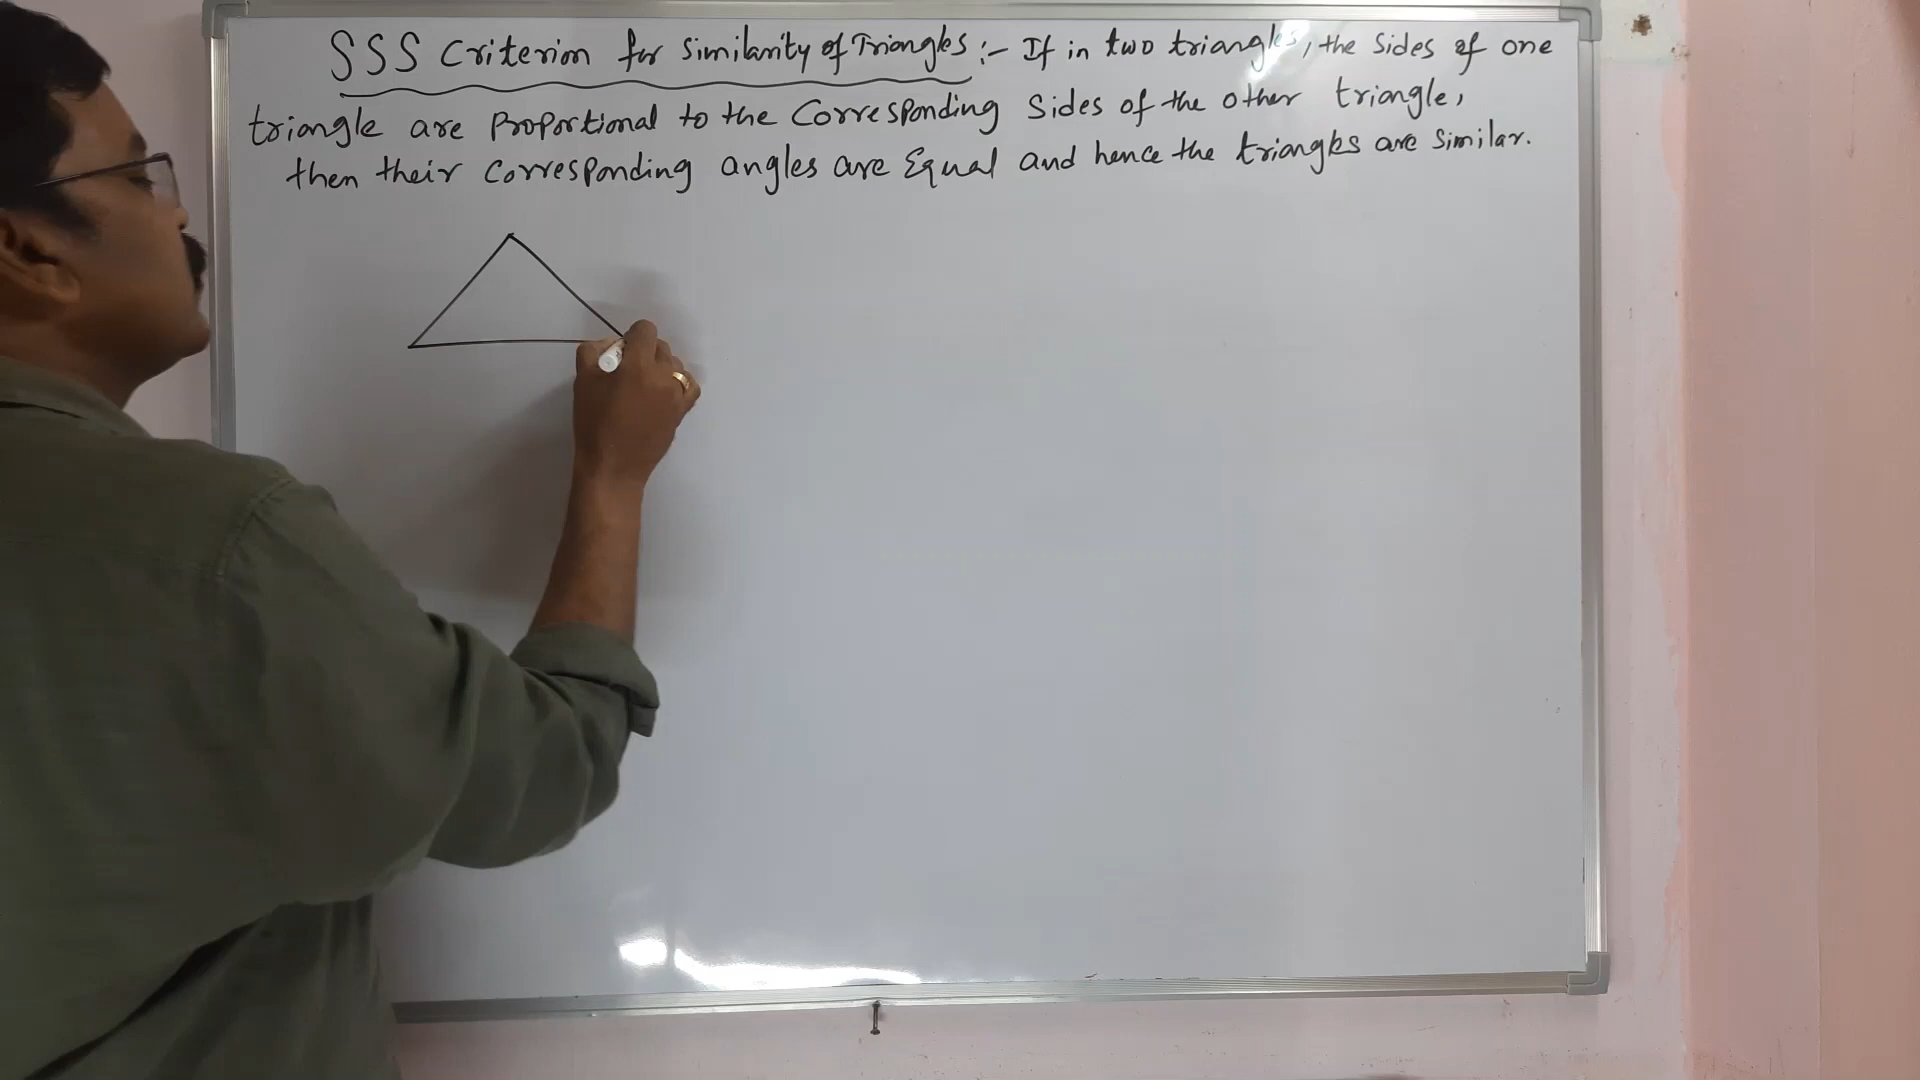 SSS Criterion for Similarity of Triangles :- If in two triangles, the Sides of one
triangle are Proportional to the Corresponding Sides of the other triangle,
then their Corresponding angles are Equal and hence the triangles are Similar.